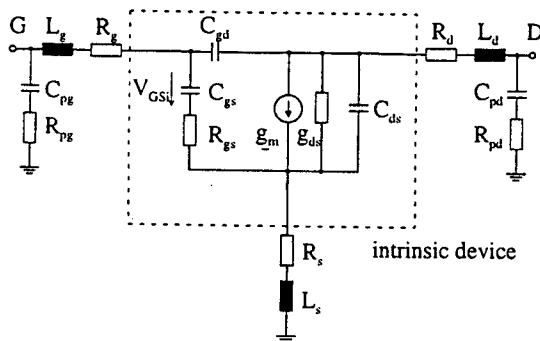 G L_g R_g C_gd R_d L_d D
C_pg V_GSi C_gs C_ds C_pd
R_pg R_gs g_m g_ds R_pd
R_s intrinsic device
L_s